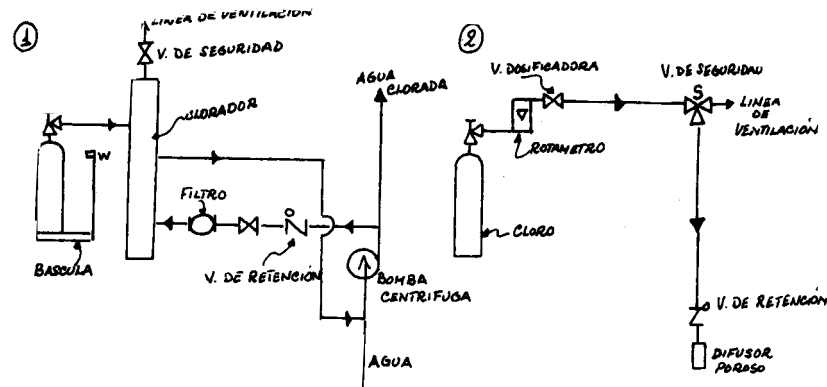 1
LINEA DE VENTILACIÓN
V. DE SEGURIDAD
CLORADOR
W
BASCULA
FILTRO
V. DE RETENCIÓN
AGUA
CLORADA
BOMBA
CENTRIFUGA
AGUA
2
V. DOSIFICADORA
ROTAMETRO
CLORO
V. DE SEGURIDAD
S
LINEA
DE
VENTILACIÓN
V. DE RETENCIÓN
DIFUSOR
POROSO